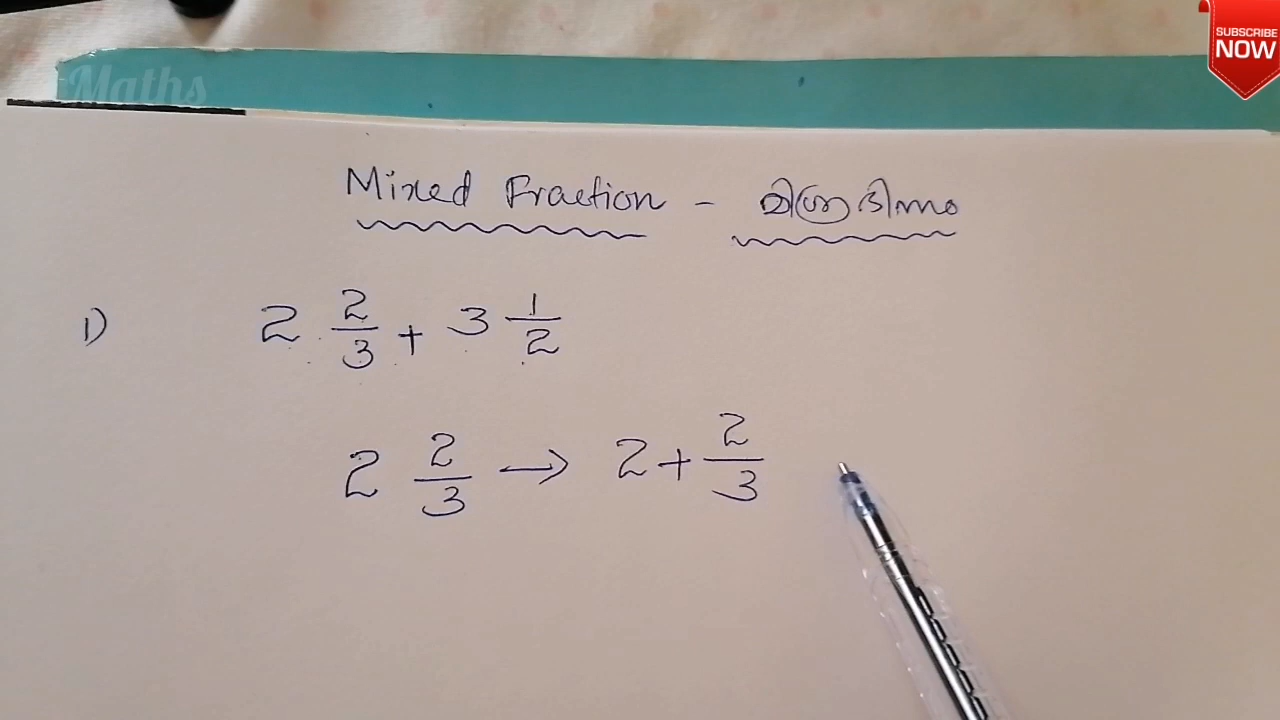 SUBSCRIBE
NOW
Maths
Mixed Fraction - മിശ്രഭിന്നം
1) 2 2/3 + 3 1/2
2 2/3 → 2 + 2/3